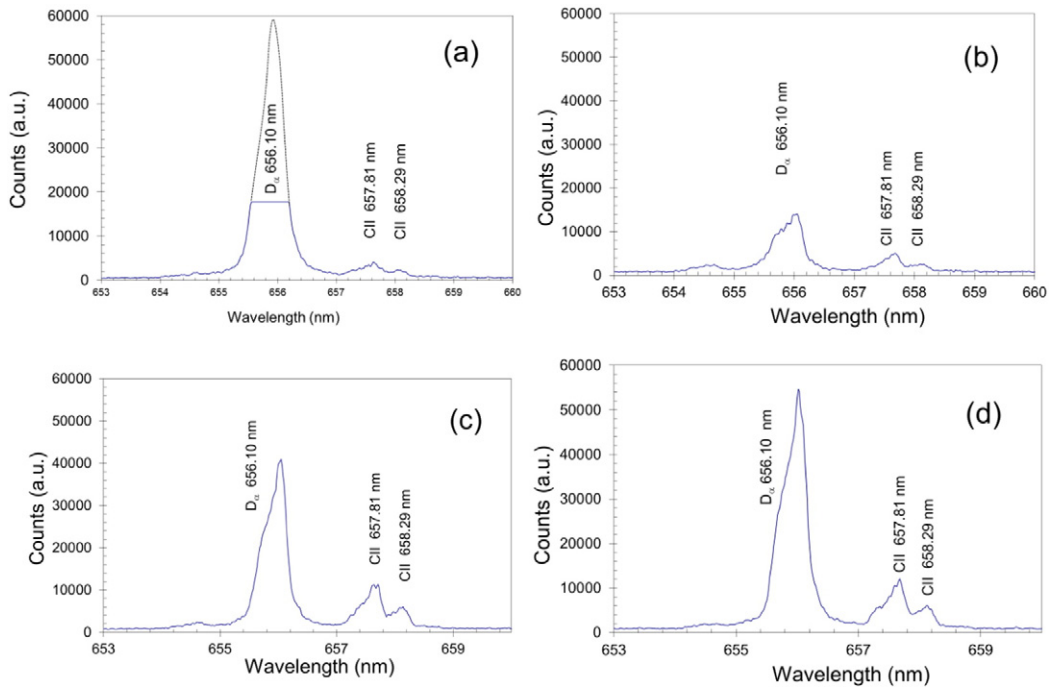 (a)
Counts (a.u.)
60000
50000
40000
30000
20000
10000
0
Dα 656.10 nm
CII 657.81 nm
CII 658.29 nm
653 654 655 656 657 658 659 660
Wavelength (nm)
(b)
Counts (a.u.)
60000
50000
40000
30000
20000
10000
0
Dα 656.10 nm
CII 657.81 nm
CII 658.29 nm
653 654 655 656 657 658 659 660
Wavelength (nm)
(c)
Counts (a.u.)
60000
50000
40000
30000
20000
10000
0
Dα 656.10 nm
CII 657.81 nm
CII 658.29 nm
653 655 657 659
Wavelength (nm)
(d)
Counts (a.u.)
60000
50000
40000
30000
20000
10000
0
Dα 656.10 nm
CII 657.81 nm
CII 658.29 nm
653 655 657 659
Wavelength (nm)